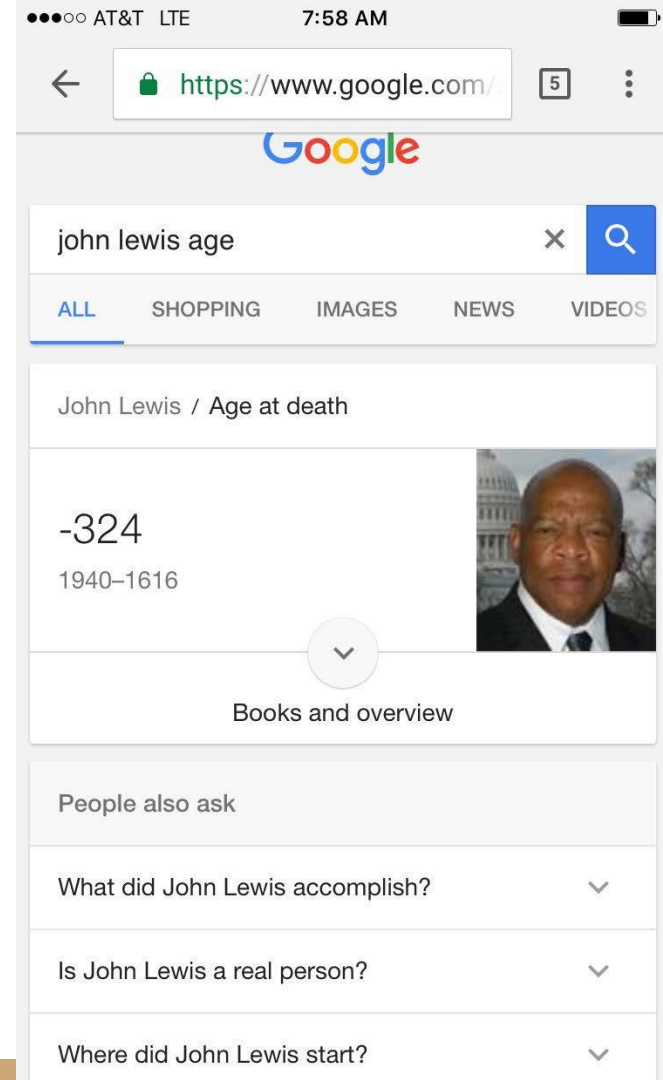 AT&T LTE 7:58 AM
https://www.google.com/
5
Google
john lewis age
ALL SHOPPING IMAGES NEWS VIDEOS
John Lewis / Age at death
-324
1940–1616
Books and overview
People also ask
What did John Lewis accomplish?
Is John Lewis a real person?
Where did John Lewis start?